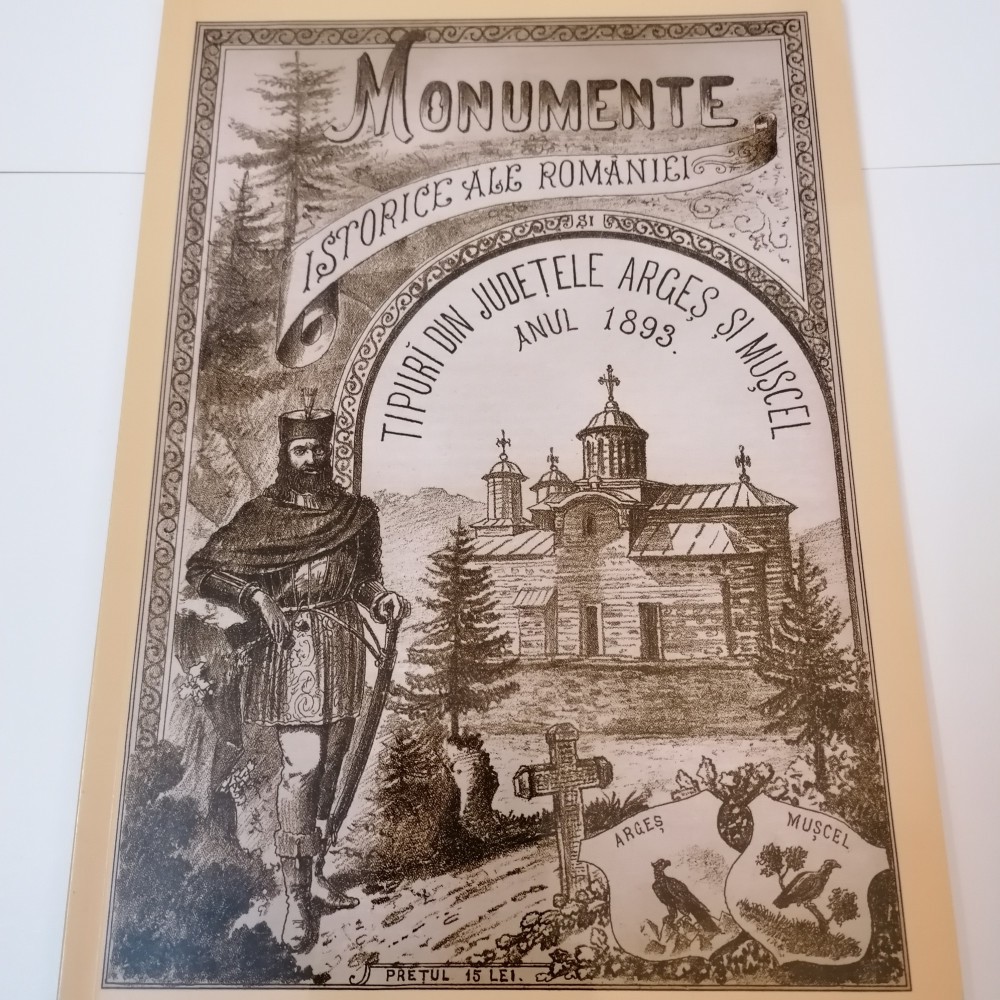 MONUMENTE
ISTORICE ALE ROMÂNIEI
ȘI
TIPURĬ DIN JUDEȚELE ARGEȘ ȘI MUȘCEL
ANUL 1893.
ARGEȘ
MUȘCEL
PREȚUL 15 LEI.